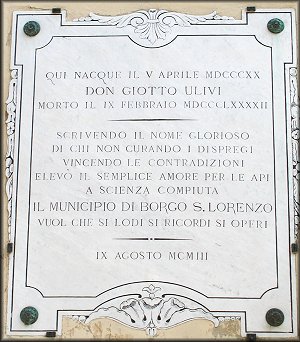 QUI NACQUE IL V APRILE MDCCCXX
DON GIOTTO ULIVI
MORTO IL IX FEBBRAIO MDCCCLXXXXII
SCRIVENDO IL NOME GLORIOSO
DI CHI NON CURANDO I DISPREGI
VINCENDO LE CONTRADIZIONI
ELEVÒ IL SEMPLICE AMORE PER LE API
A SCIENZA COMPIUTA
IL MUNICIPIO DI BORGO S. LORENZO
VUOL CHE SI LODI SI RICORDI SI OPERI
IX AGOSTO MCMIII